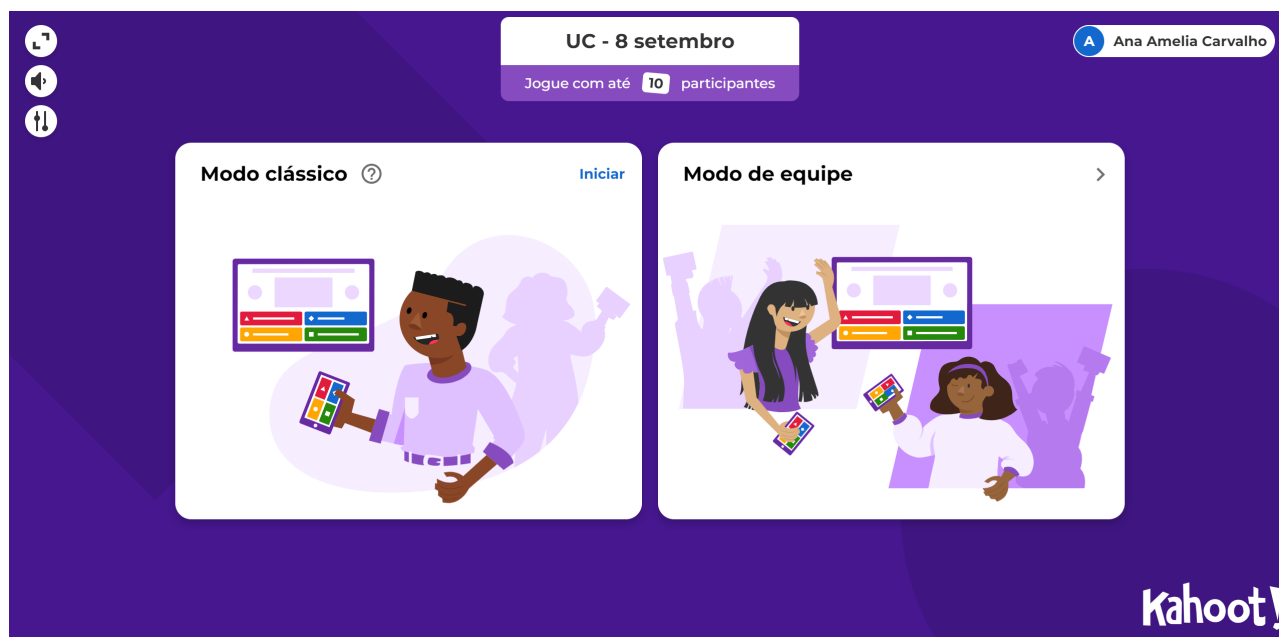 UC - 8 setembro
Jogue com até 10 participantes
A Ana Amelia Carvalho
Modo clássico ? Iniciar
Modo de equipe
Kahoot!